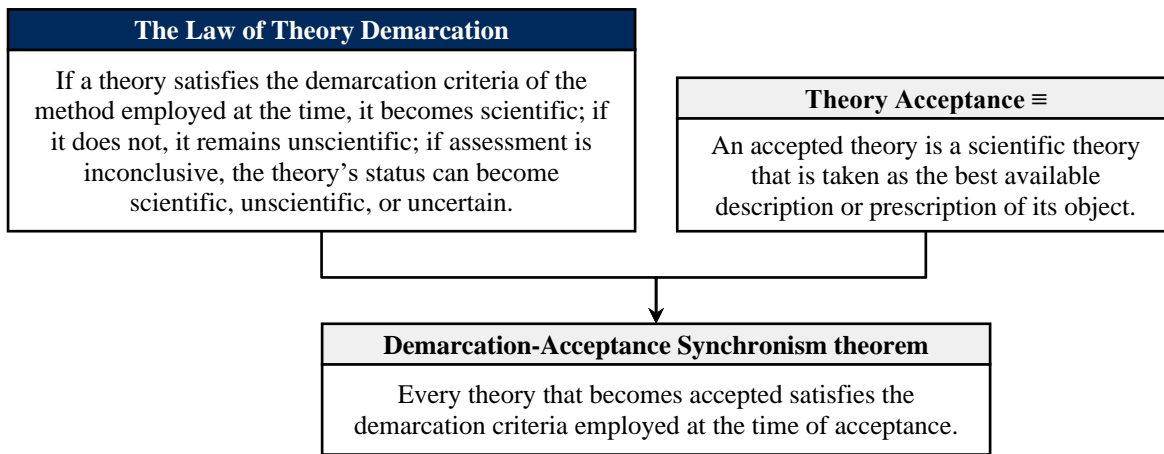 The Law of Theory Demarcation
If a theory satisfies the demarcation criteria of the
method employed at the time, it becomes scientific; if
it does not, it remains unscientific; if assessment is
inconclusive, the theory’s status can become
scientific, unscientific, or uncertain.
Theory Acceptance ≡
An accepted theory is a scientific theory
that is taken as the best available
description or prescription of its object.
Demarcation-Acceptance Synchronism theorem
Every theory that becomes accepted satisfies the
demarcation criteria employed at the time of acceptance.